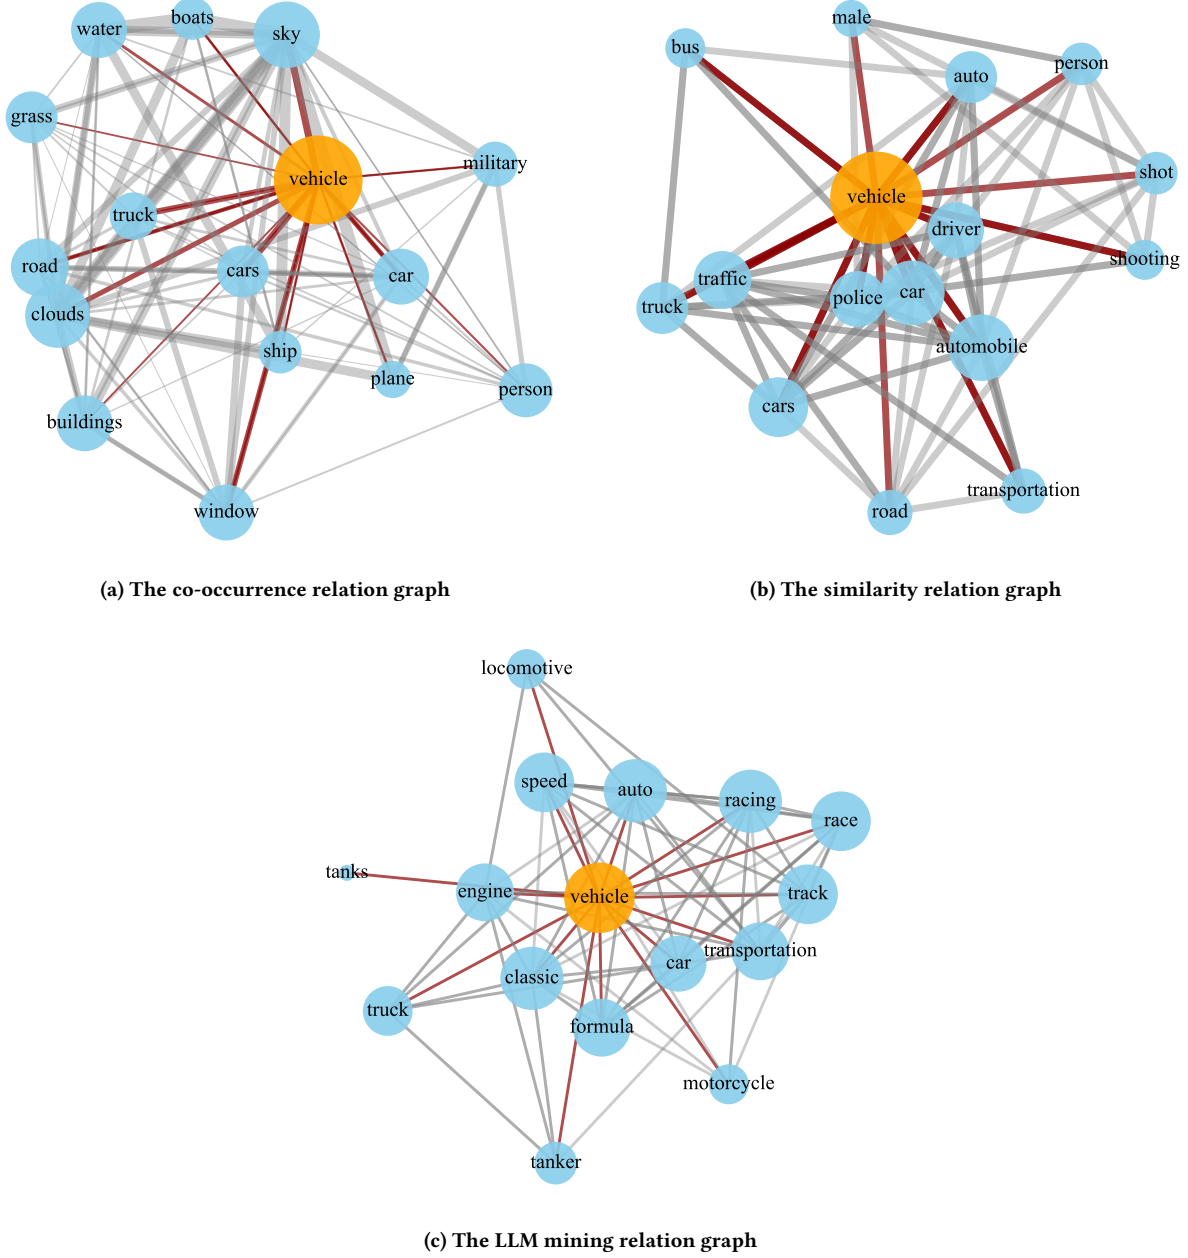 boats
water
sky
grass
military
vehicle
truck
road
cars
car
clouds
ship
plane
person
buildings
window
(a) The co-occurrence relation graph
male
bus
person
auto
shot
vehicle
driver
shooting
traffic
car
police
truck
automobile
cars
transportation
road
(b) The similarity relation graph
locomotive
speed
auto
racing
race
tanks
engine
vehicle
track
transportation
car
classic
truck
formula
motorcycle
tanker
(c) The LLM mining relation graph